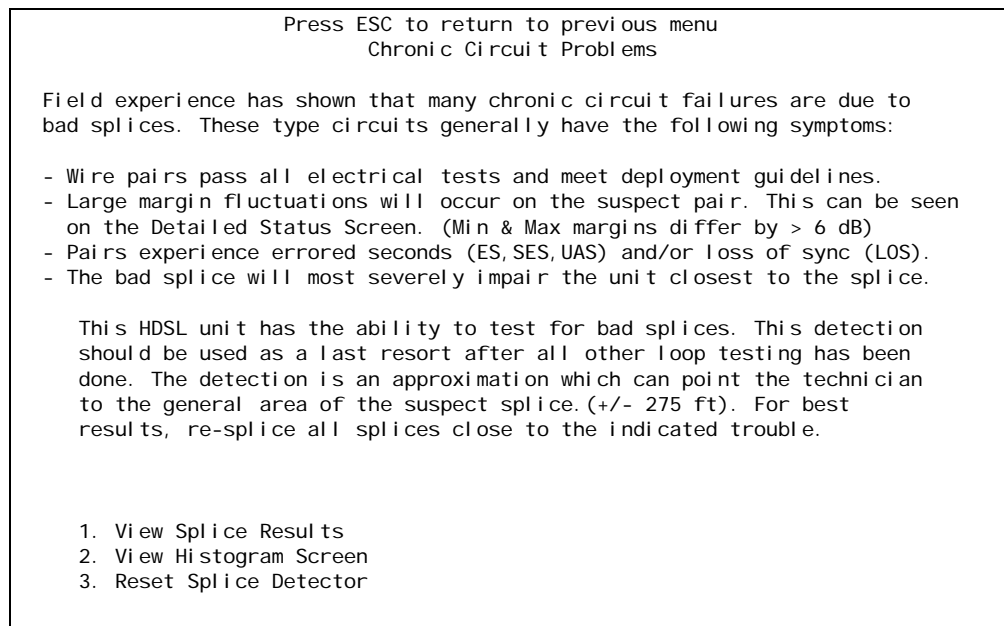 Press ESC to return to previous menu
Chronic Circuit Problems
Field experience has shown that many chronic circuit failures are due to
bad splices. These type circuits generally have the following symptoms:
- Wire pairs pass all electrical tests and meet deployment guidelines.
- Large margin fluctuations will occur on the suspect pair. This can be seen
on the Detailed Status Screen. (Min & Max margins differ by > 6 dB)
- Pairs experience errored seconds (ES,SES,UAS) and/or loss of sync (LOS).
- The bad splice will most severely impair the unit closest to the splice.
This HDSL unit has the ability to test for bad splices. This detection
should be used as a last resort after all other loop testing has been
done. The detection is an approximation which can point the technician
to the general area of the suspect splice.(+/- 275 ft). For best
results, re-splice all splices close to the indicated trouble.
1. View Splice Results
2. View Histogram Screen
3. Reset Splice Detector